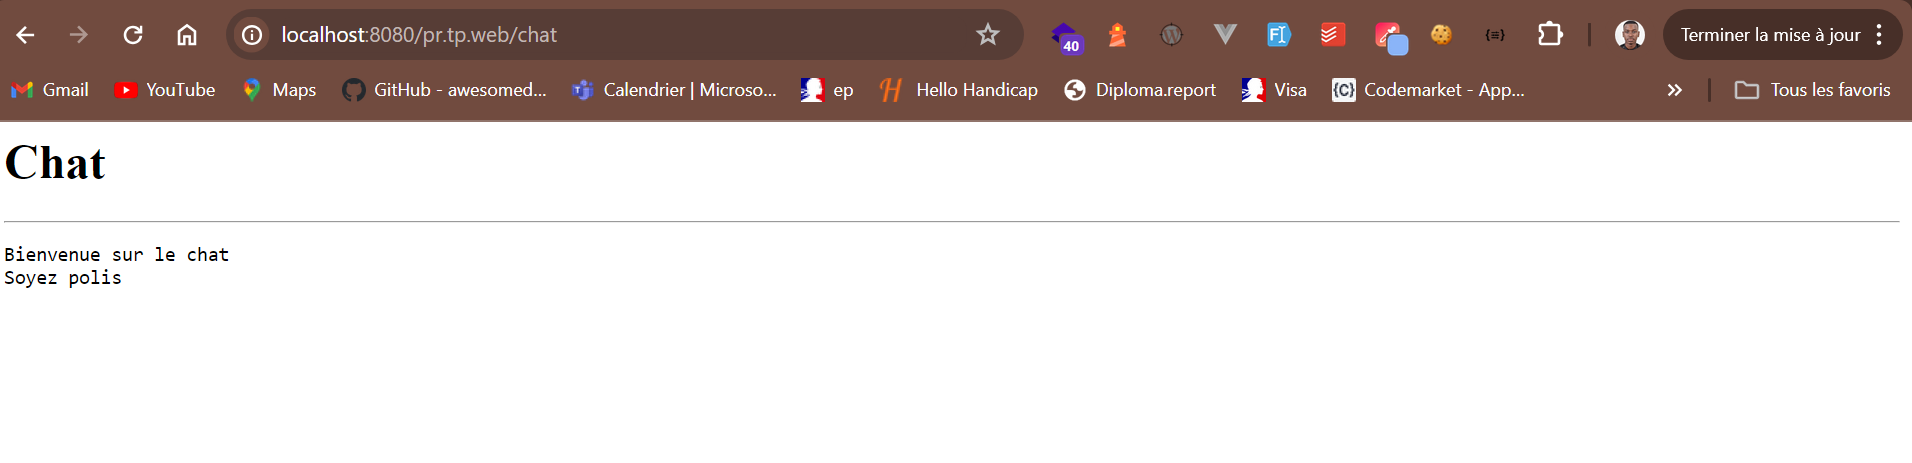 localhost:8080/pr.tp.web/chat
40
Terminer la mise à jour
Gmail
YouTube
Maps
GitHub - awesomed...
Calendrier | Microso...
ep
Hello Handicap
Diploma.report
Visa
{C}
Codemarket - App...
Tous les favoris
Chat
Bienvenue sur le chat
Soyez polis